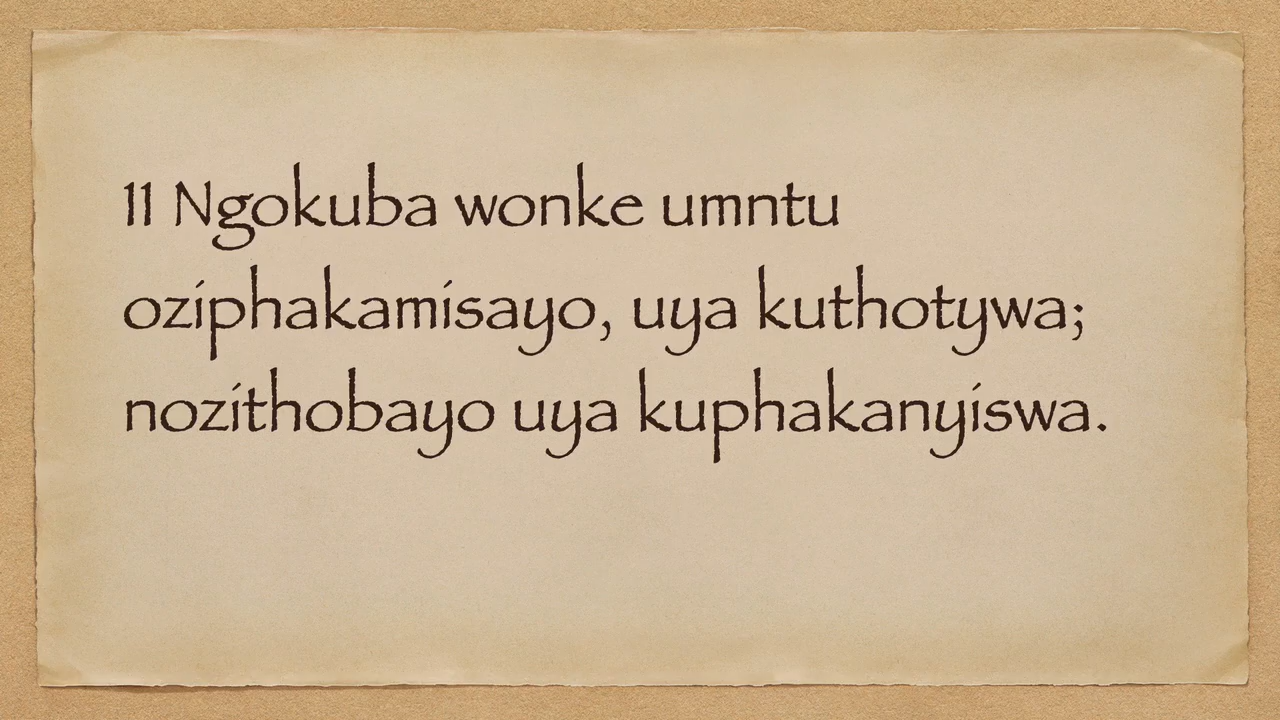 11 Ngokuba wonke umntu
oziphakamisayo, uya kuthotywa;
nozithobayo uya kuphakanyiswa.